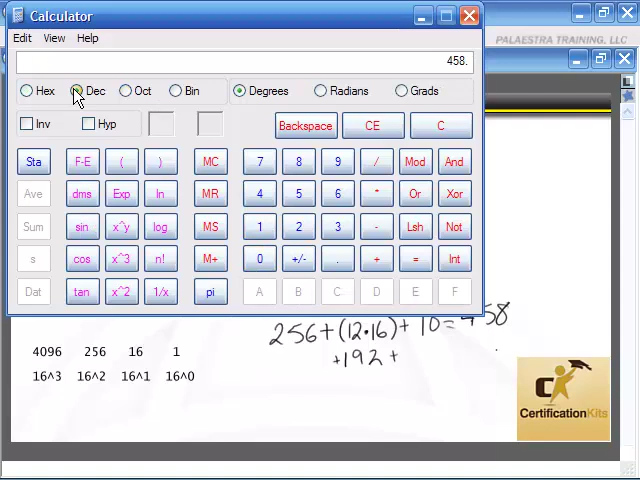 Calculator
PALAESTRA TRAINING, LLC
Edit View Help
458.
Hex Dec Oct Bin Degrees Radians Grads
Inv Hyp Backspace CE C
Sta F-E ( ) MC 7 8 9 / Mod And
Ave dms Exp ln MR 4 5 6 * Or Xor
Sum sin x^y log MS 1 2 3 - Lsh Not
s cos x^3 n! M+ 0 +/- . + = Int
Dat tan x^2 1/x pi A B C D E F
256+(12·16)+10=458
+192+
4096 256 16 1
16^3 16^2 16^1 16^0
CertificationKits